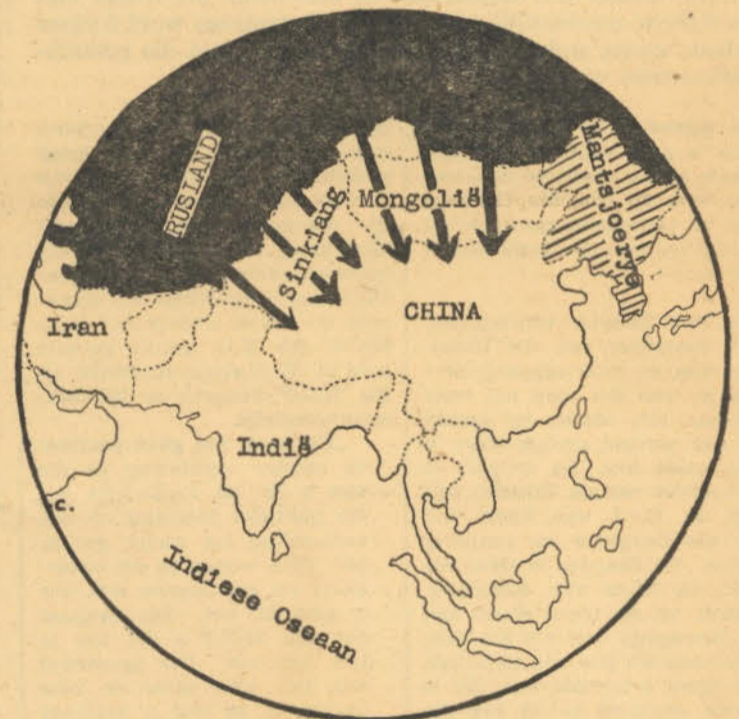 RUSLAND
Mantsjoerye
Mongolië
Sinkiang
CHINA
Iran
Indië
c.
Indiese Oseaan